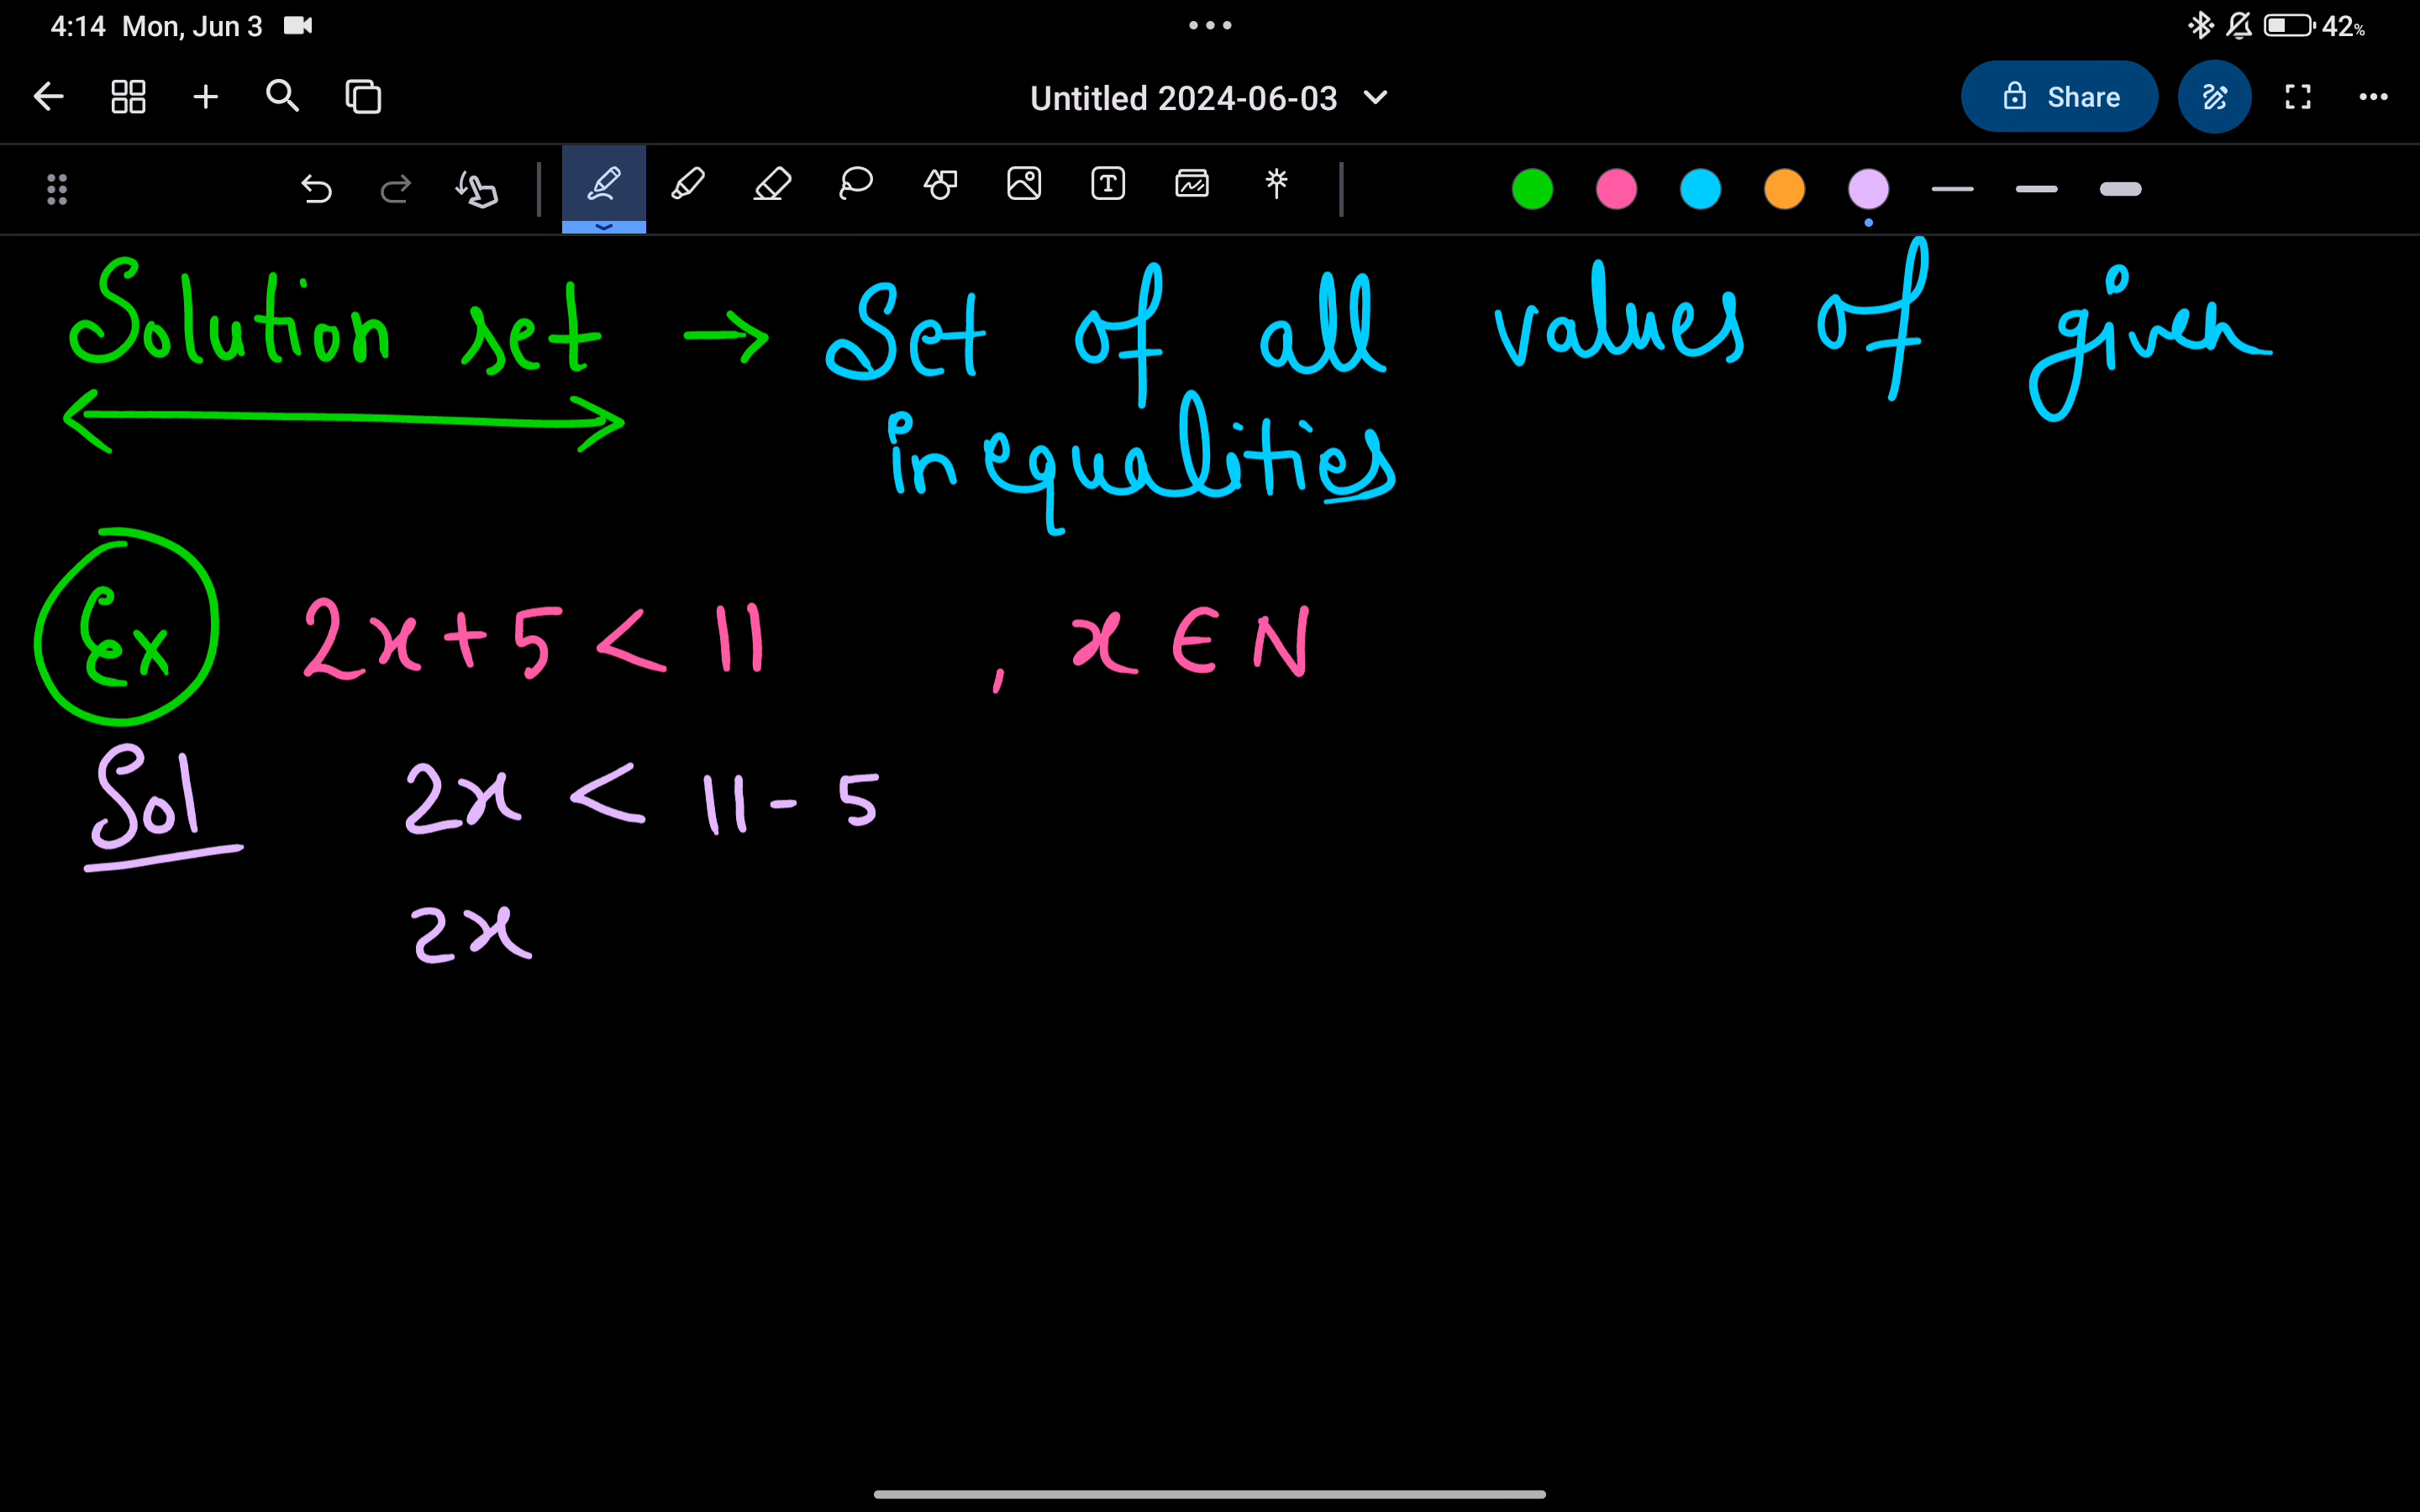 4:14 Mon, Jun 3 42%
Untitled 2024-06-03 Share
Solution set → Set of all values of given
inequalities
Ex 2x+5 < 11 , x ∈ N
Sol 2x < 11 - 5
2x